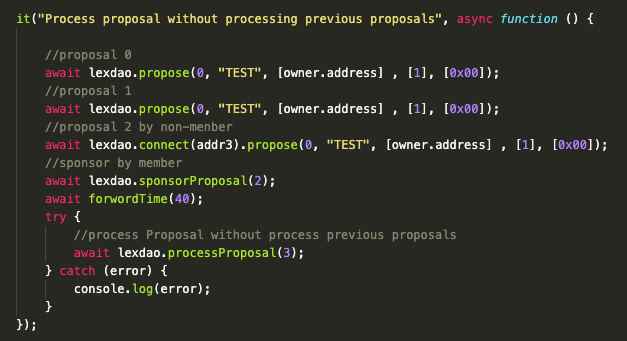 it("Process proposal without processing previous proposals", async function () {
//proposal 0
await lexdao.propose(0, "TEST", [owner.address] , [1], [0x00]);
//proposal 1
await lexdao.propose(0, "TEST", [owner.address] , [1], [0x00]);
//proposal 2 by non-menber
await lexdao.connect(addr3).propose(0, "TEST", [owner.address] , [1], [0x00]);
//sponsor by member
await lexdao.sponsorProposal(2);
await forwordTime(40);
try {
//process Proposal without process previous proposals
await lexdao.processProposal(3);
} catch (error) {
console.log(error);
}
});